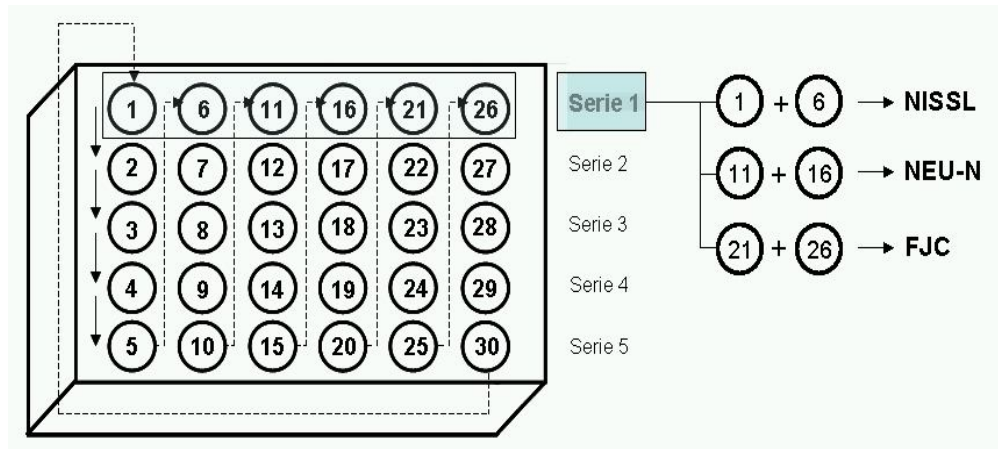 1 6 11 16 21 26 Serie 1 1 + 6 NISSL
2 7 12 17 22 27 Serie 2 11 + 16 NEU-N
3 8 13 18 23 28 Serie 3 21 + 26 FJC
4 9 14 19 24 29 Serie 4
5 10 15 20 25 30 Serie 5